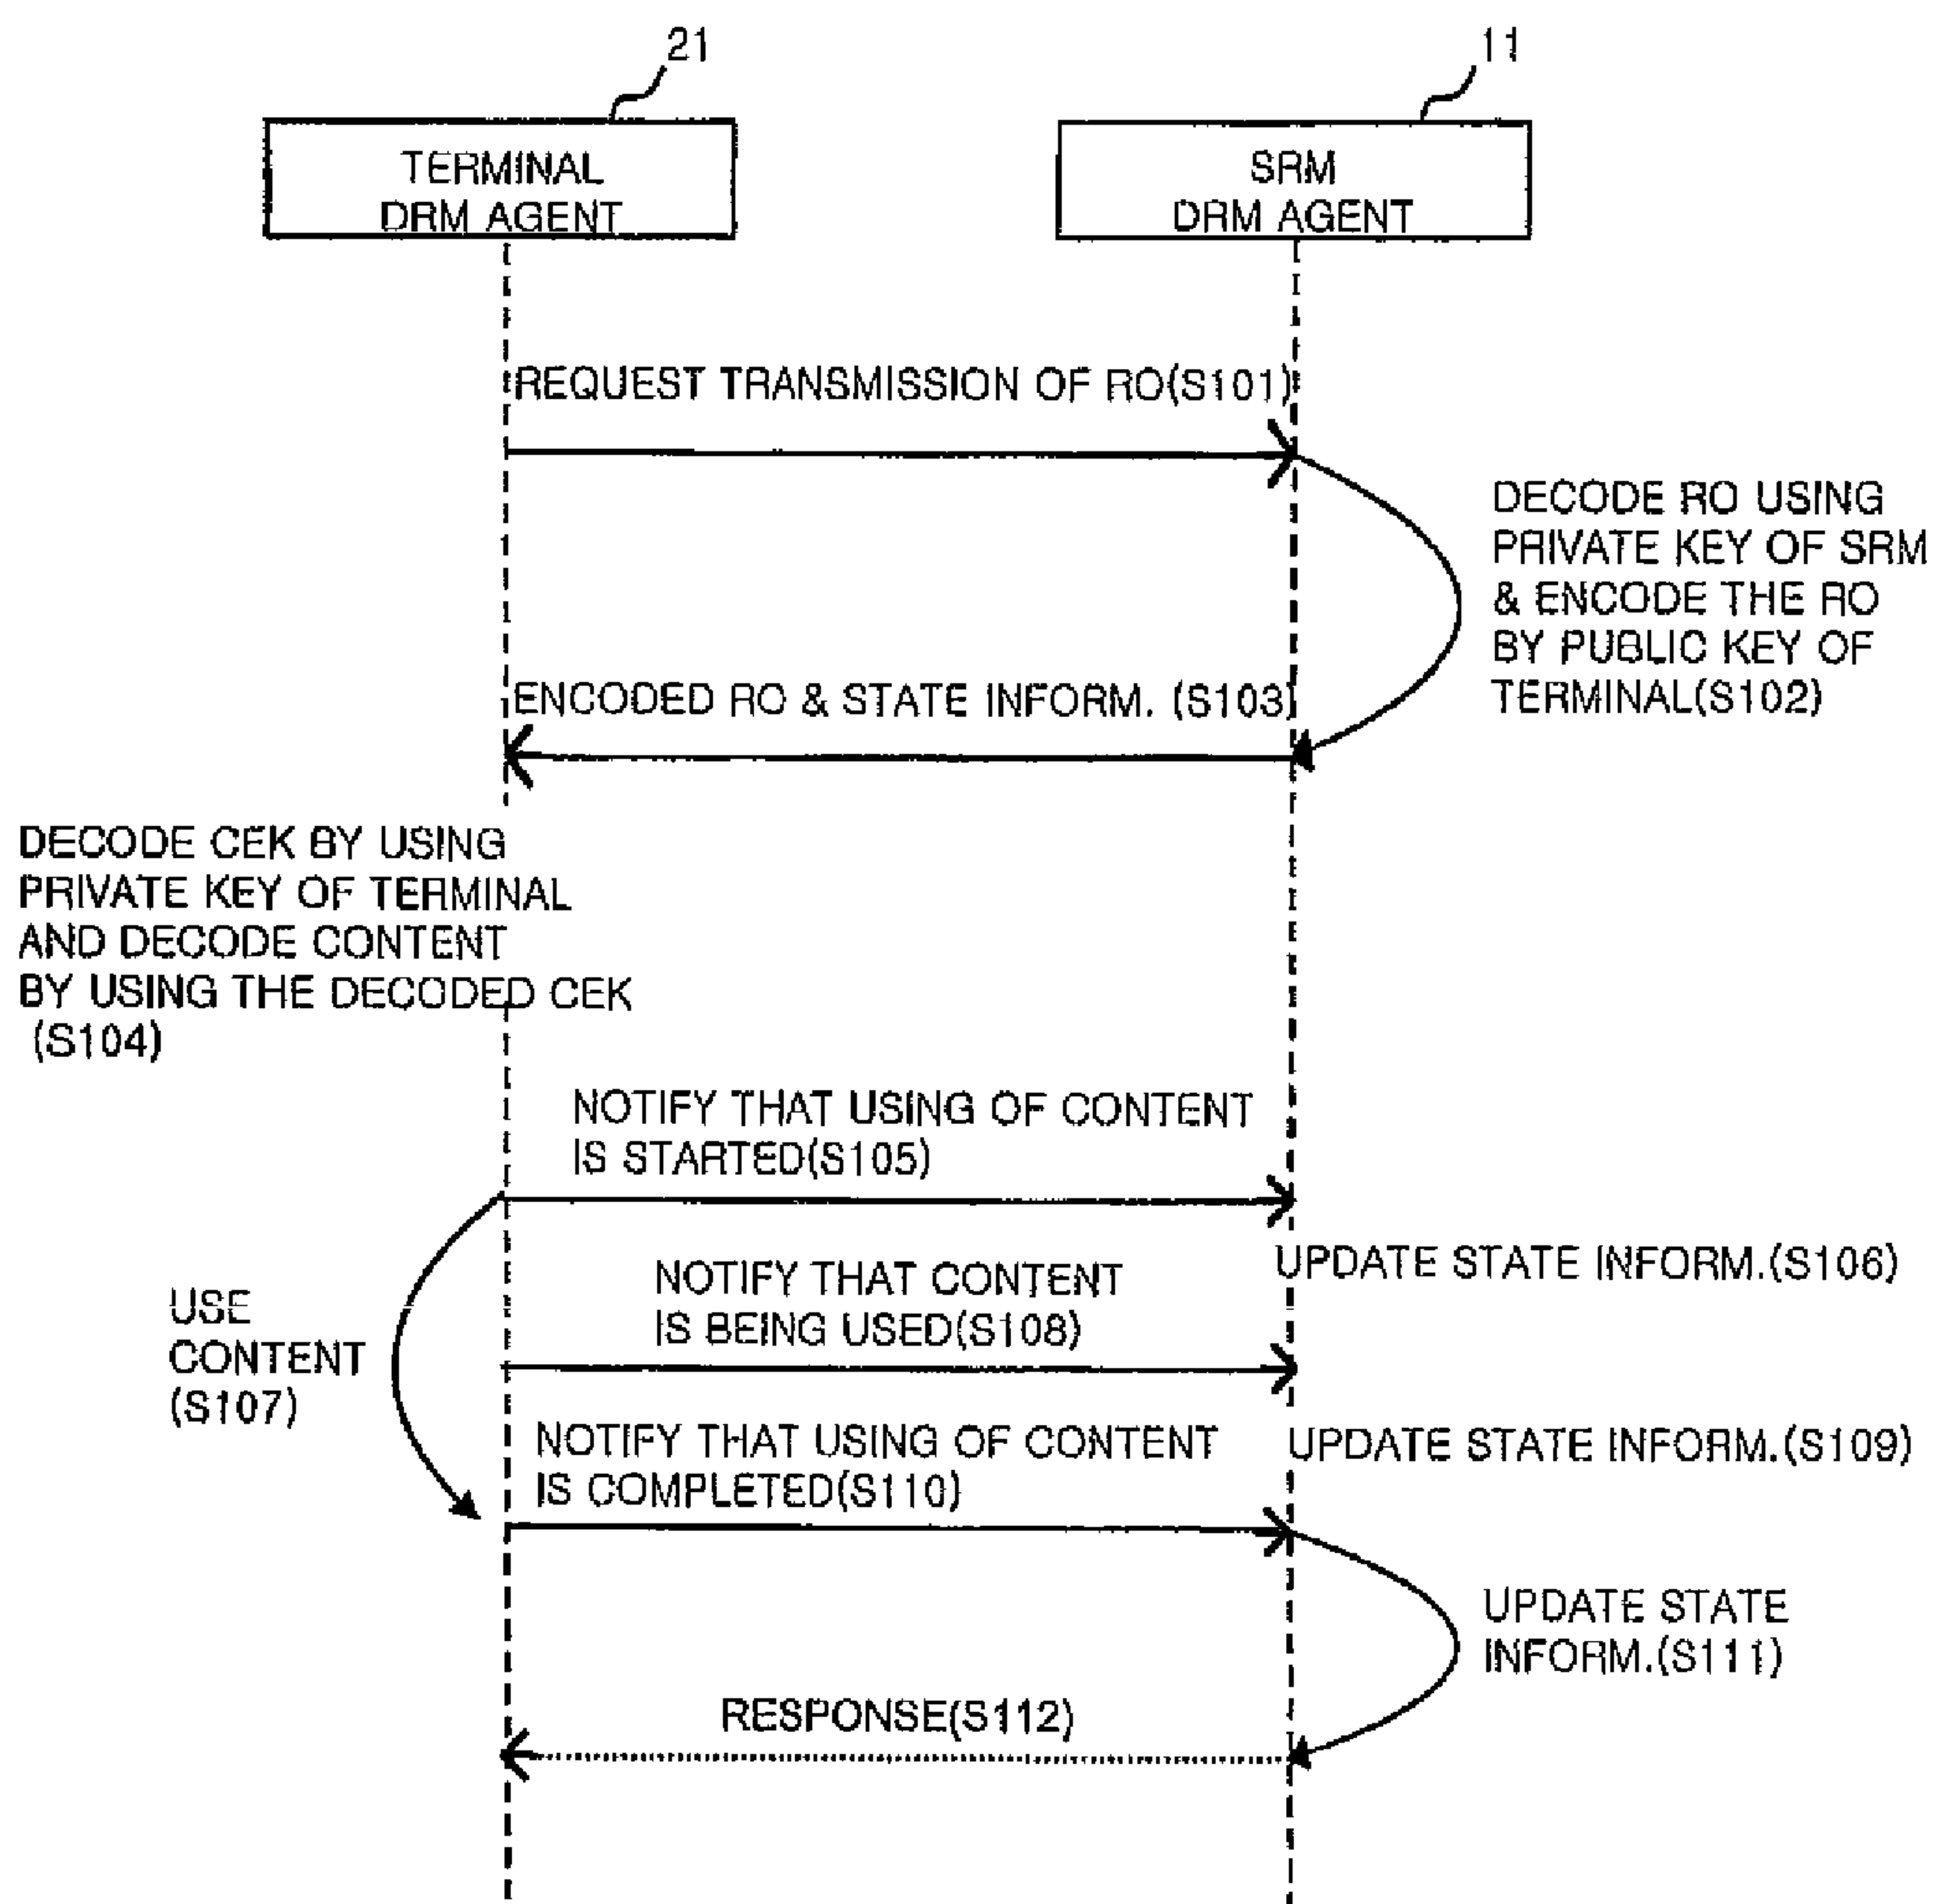 21
11
TERMINAL
DRM AGENT
SRM
DRM AGENT
REQUEST TRANSMISSION OF RO(S101)
DECODE RO USING
PRIVATE KEY OF SRM
& ENCODE THE RO
BY PUBLIC KEY OF
TERMINAL(S102)
ENCODED RO & STATE INFORM. (S103)
DECODE CEK BY USING
PRIVATE KEY OF TERMINAL
AND DECODE CONTENT
BY USING THE DECODED CEK
(S104)
NOTIFY THAT USING OF CONTENT
IS STARTED(S105)
UPDATE STATE INFORM.(S106)
USE
CONTENT
(S107)
NOTIFY THAT CONTENT
IS BEING USED(S108)
UPDATE STATE INFORM.(S109)
NOTIFY THAT USING OF CONTENT
IS COMPLETED(S110)
UPDATE STATE
INFORM.(S111)
RESPONSE(S112)